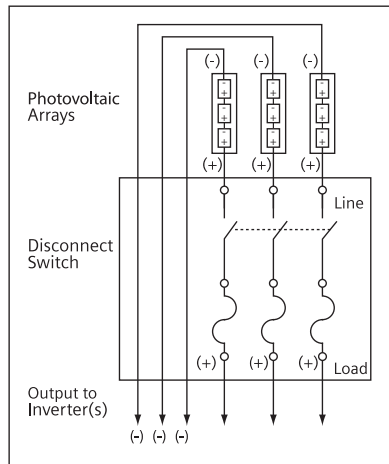 (-) (-) (-)
Photovoltaic
Arrays
- + - + - +
- + - + - +
- + - + - +
(+) (+) (+)
Line
Disconnect
Switch
(+) (+) (+)
Load
Output to
Inverter(s)
(-) (-) (-)